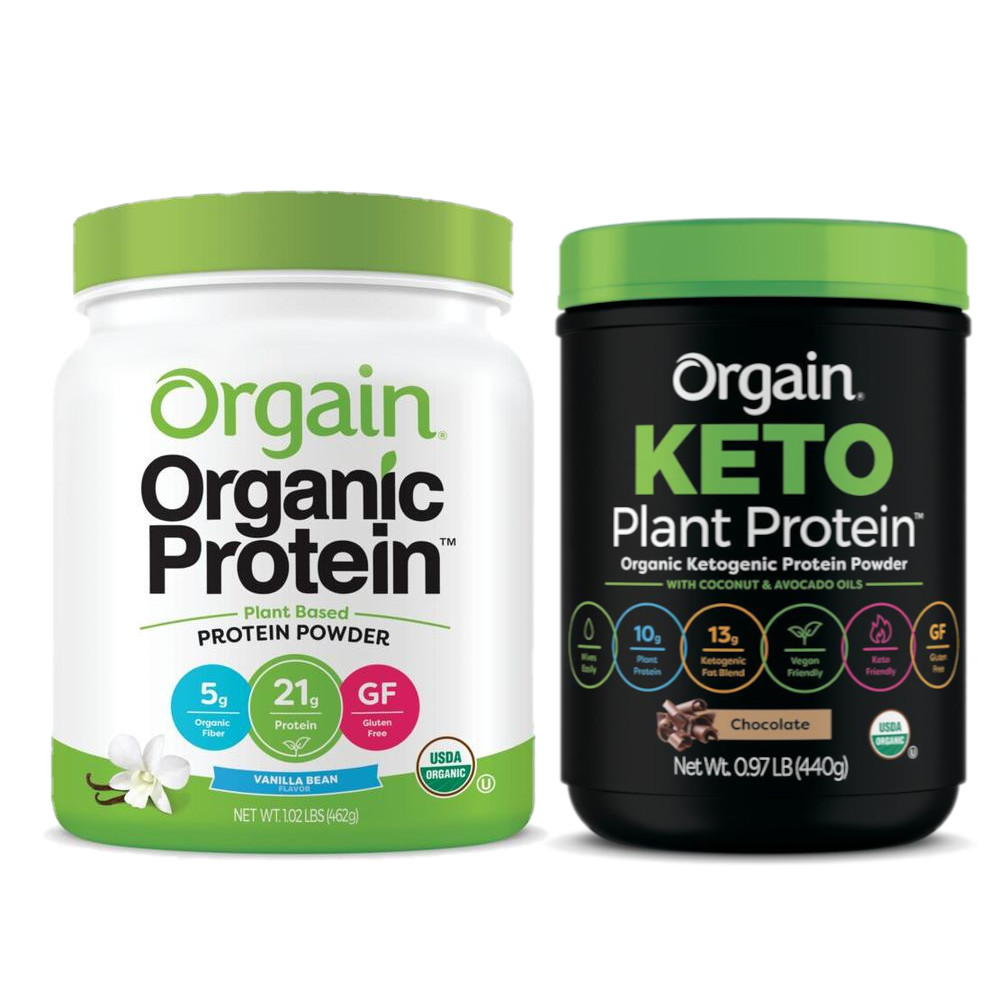 Orgain®
Organic
Protein™
Plant Based
PROTEIN POWDER
5g
Organic
Fiber
21g
Protein
GF
Gluten
Free
USDA
ORGANIC
U
VANILLA BEAN
FLAVOR
NET WT. 1.02 LBS (462g)
Orgain®
KETO
Plant Protein™
Organic Ketogenic Protein Powder
WITH COCONUT & AVOCADO OILS
Mixes
Easily
10g
Plant
Protein
13g
Ketogenic
Fat Blend
Vegan
Friendly
Keto
Friendly
GF
Gluten
Free
Chocolate
USDA
ORGANIC
Net Wt. 0.97 LB (440g)